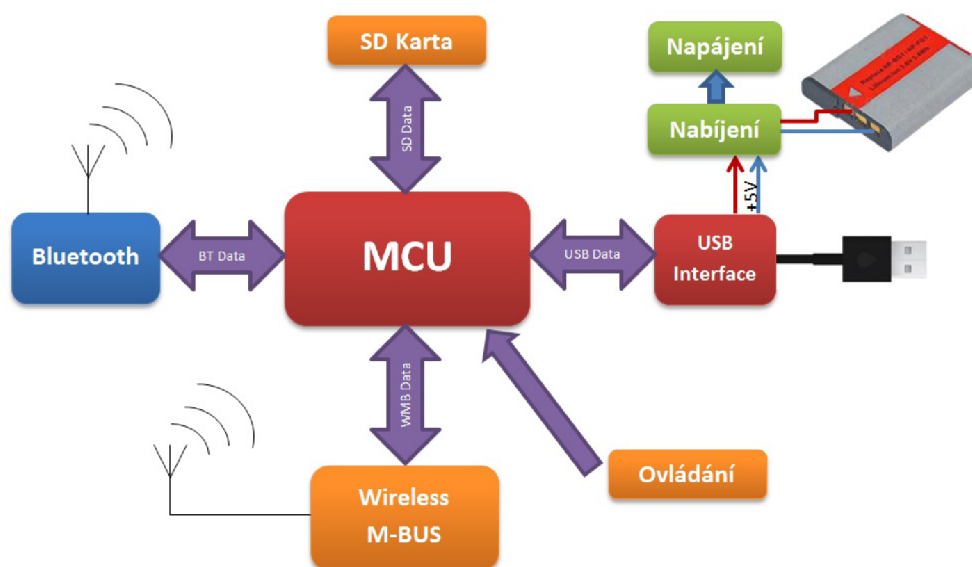 SD Karta
Napájení
Nabíjení
SD Data
+5V
Bluetooth
BT Data
MCU
USB Data
USB
Interface
WMB Data
Wireless
M-BUS
Ovládání